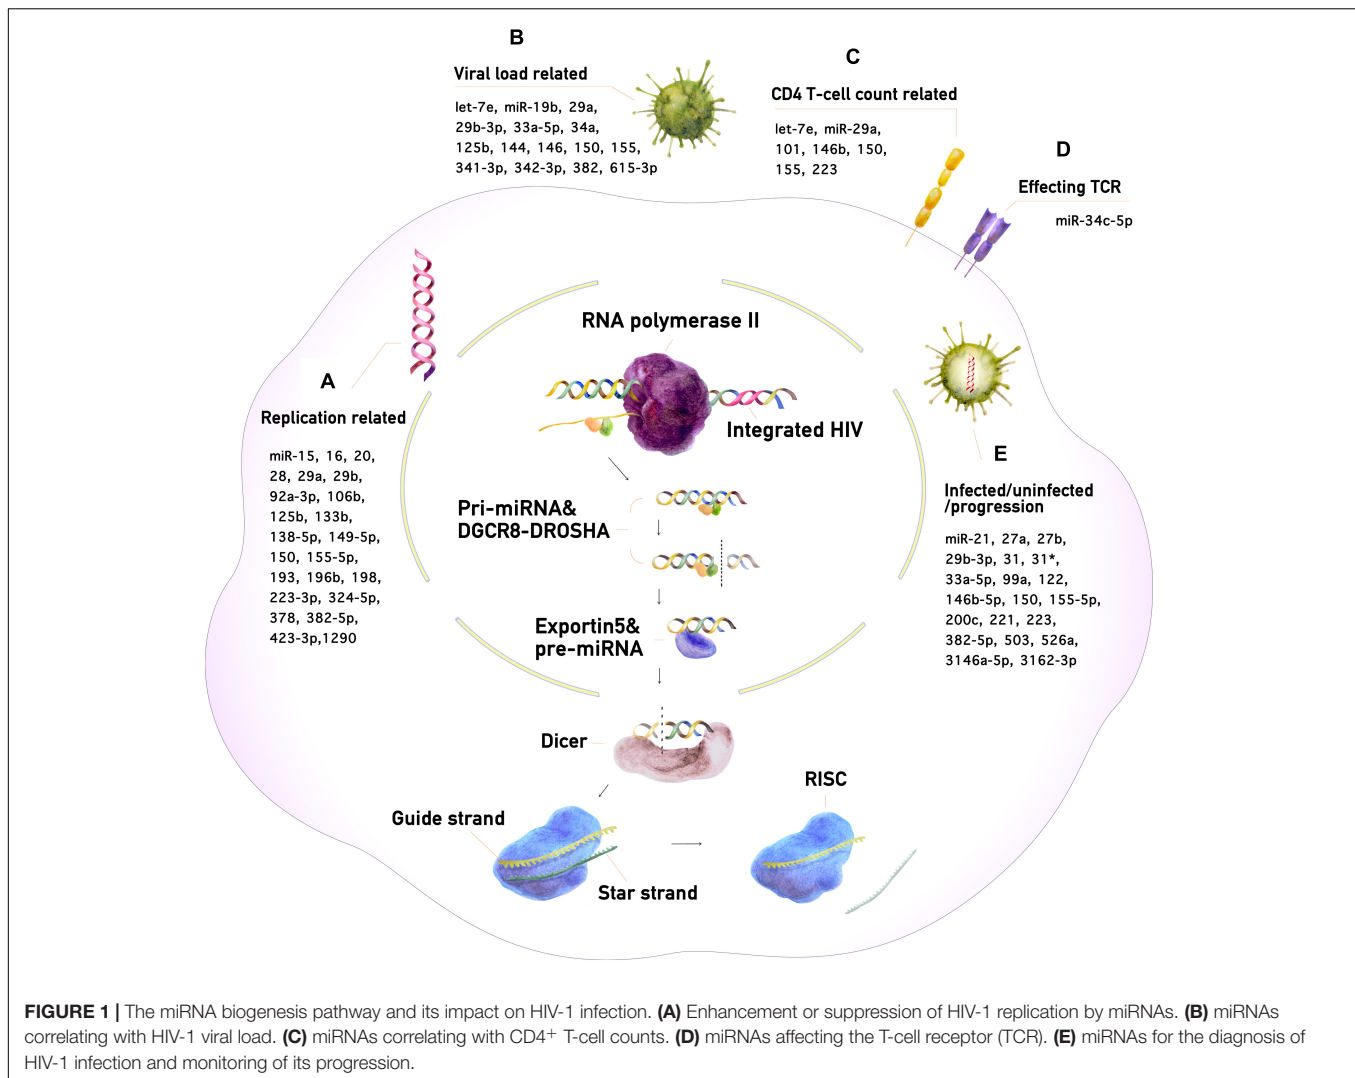 B
Viral load related
let-7e, miR-19b, 29a,
29b-3p, 33a-5p, 34a,
125b, 144, 146, 150, 155,
341-3p, 342-3p, 382, 615-3p
C
CD4 T-cell count related
let-7e, miR-29a,
101, 146b, 150,
155, 223
D
Effecting TCR
miR-34c-5p
A
Replication related
miR-15, 16, 20,
28, 29a, 29b,
92a-3p, 106b,
125b, 133b,
138-5p, 149-5p,
150, 155-5p,
193, 196b, 198,
223-3p, 324-5p,
378, 382-5p,
423-3p,1290
RNA polymerase II
Integrated HIV
Pri-miRNA&
DGCR8-DROSHA
Exportin5&
pre-miRNA
Dicer
Guide strand
Star strand
RISC
E
Infected/uninfected
/progression
miR-21, 27a, 27b,
29b-3p, 31, 31*,
33a-5p, 99a, 122,
146b-5p, 150, 155-5p,
200c, 221, 223,
382-5p, 503, 526a,
3146a-5p, 3162-3p
FIGURE 1 | The miRNA biogenesis pathway and its impact on HIV-1 infection. (A) Enhancement or suppression of HIV-1 replication by miRNAs. (B) miRNAs
correlating with HIV-1 viral load. (C) miRNAs correlating with CD4+ T-cell counts. (D) miRNAs affecting the T-cell receptor (TCR). (E) miRNAs for the diagnosis of
HIV-1 infection and monitoring of its progression.